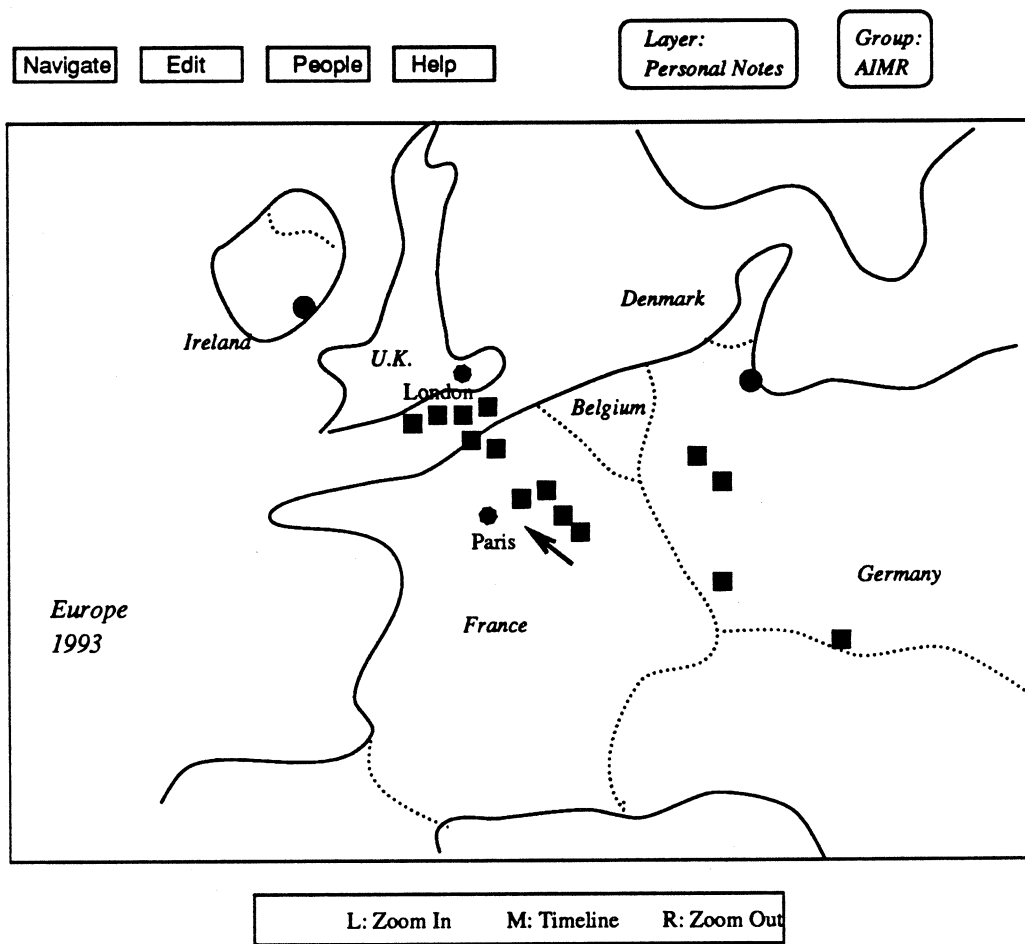 Navigate
Edit
People
Help
Layer:
Personal Notes
Group:
AIMR
Denmark
Ireland
U.K.
London
Belgium
Paris
Germany
Europe
1993
France
L: Zoom In M: Timeline R: Zoom Out